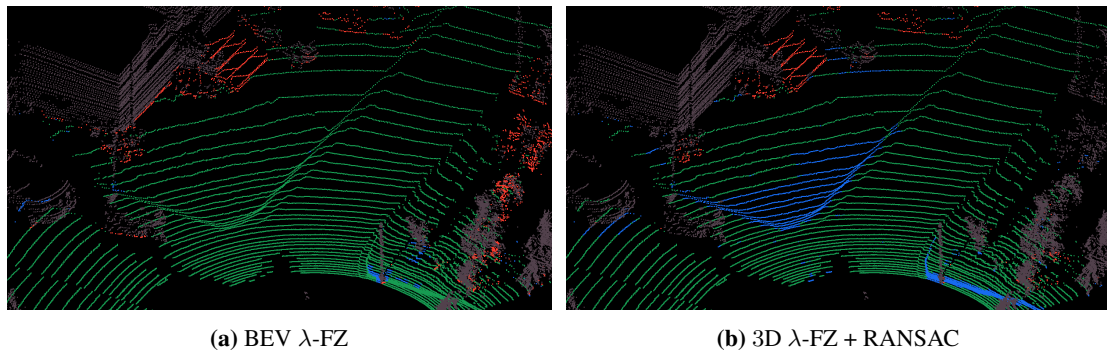 (a) BEV λ-FZ
(b) 3D λ-FZ + RANSAC